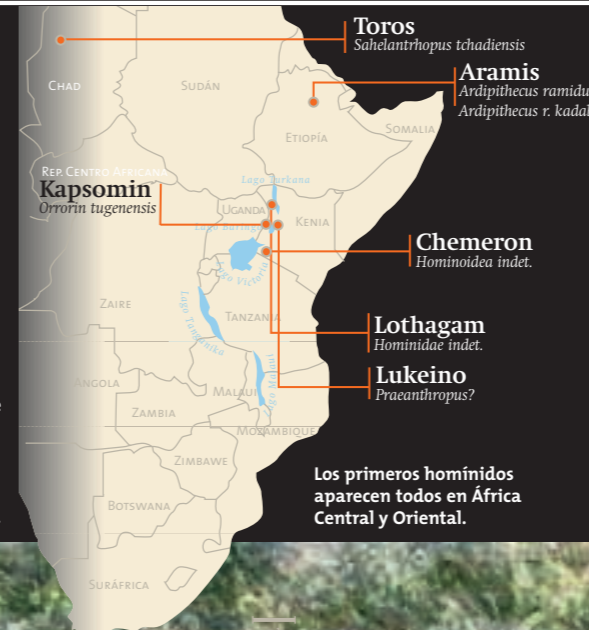 Toros
Sahelantrhopus tchadiensis
Aramis
Ardipithecus ramidu
Ardipithecus r. kadab
CHAD
SUDÁN
ETIOPÍA
SOMALIA
REP. CENTRO AFRICANA
Kapsomin
Orrorin tugenensis
Lago Turkana
UGANDA
KENIA
Lago Baringo
Lago Victoria
Chemeron
Hominoidea indet.
ZAIRE
TANZANIA
Lago Tanganika
Lothagam
Hominidae indet.
Lukeino
Praeanthropus?
ANGOLA
MALAUI
Lago Malaui
ZAMBIA
MOZAMBIQUE
ZIMBAWE
Los primeros homínidos
aparecen todos en África
Central y Oriental.
BOTSWANA
SURÁFRICA